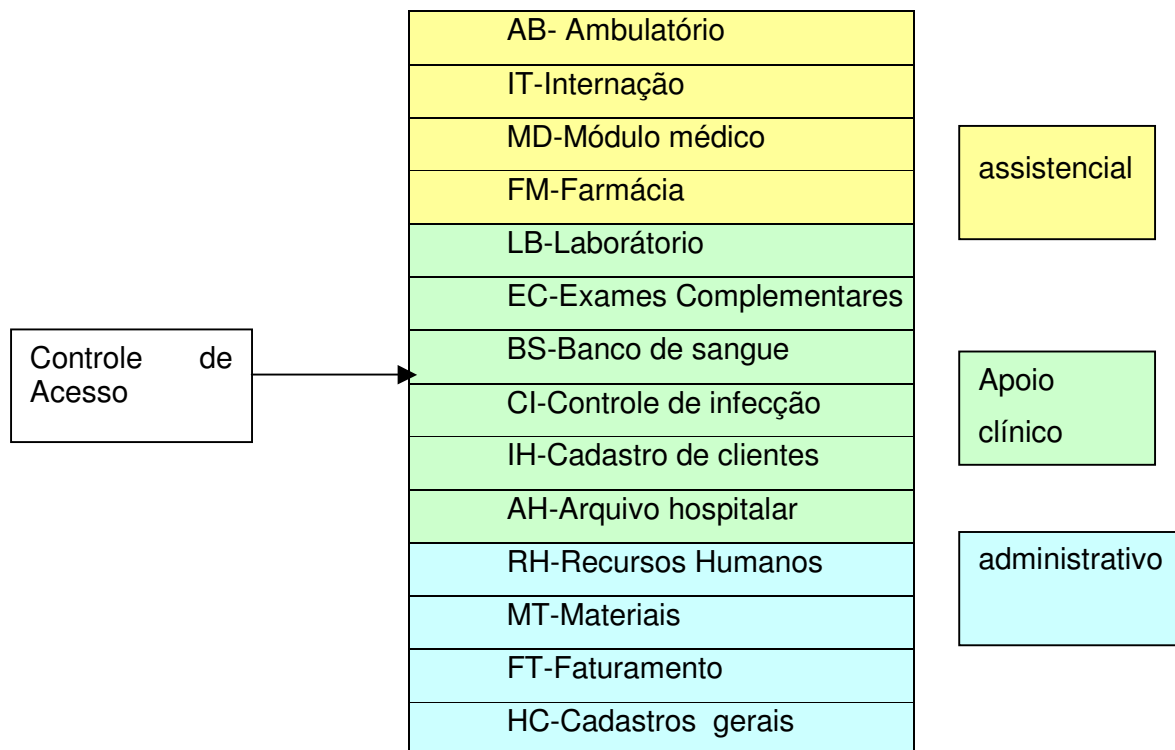 AB- Ambulatório
IT-Internação
MD-Módulo médico
FM-Farmácia
LB-Laborátorio
EC-Exames Complementares
BS-Banco de sangue
CI-Controle de infecção
IH-Cadastro de clientes
AH-Arquivo hospitalar
RH-Recursos Humanos
MT-Materiais
FT-Faturamento
HC-Cadastros gerais
Controle de
Acesso
assistencial
Apoio
clínico
administrativo